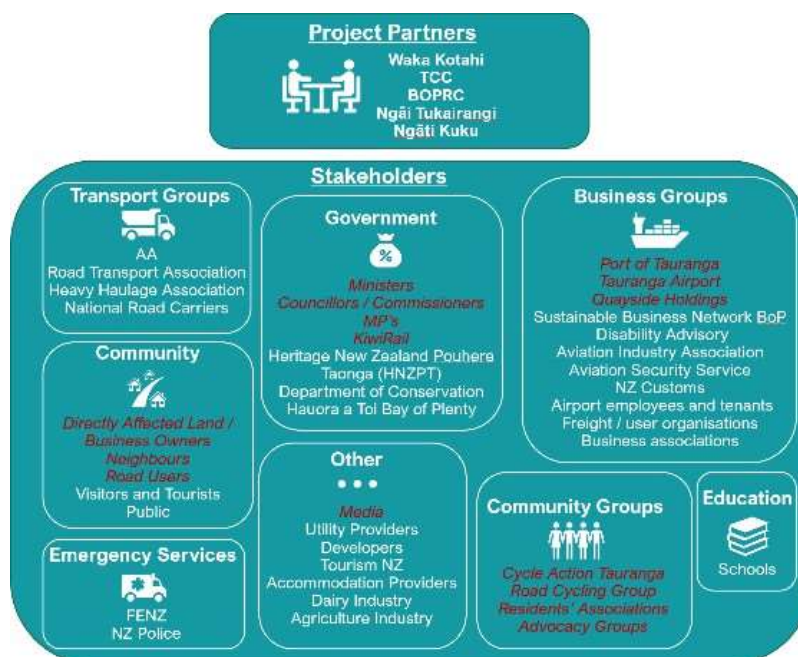 Project Partners
Waka Kotahi
TCC
BOPRC
Ngāi Tukairangi
Ngāti Kuku
Stakeholders
Transport Groups
AA
Road Transport Association
Heavy Haulage Association
National Road Carriers
Government
%
Ministers
Councillors / Commissioners
MP's
KiwiRail
Heritage New Zealand Pouhere
Taonga (HNZPT)
Department of Conservation
Hauora a Toi Bay of Plenty
Business Groups
Port of Tauranga
Tauranga Airport
Quayside Holdings
Sustainable Business Network BoP
Disability Advisory
Aviation Industry Association
Aviation Security Service
NZ Customs
Airport employees and tenants
Freight / user organisations
Business associations
Community
Directly Affected Land /
Business Owners
Neighbours
Road Users
Visitors and Tourists
Public
Other
Media
Utility Providers
Developers
Tourism NZ
Accommodation Providers
Dairy Industry
Agriculture Industry
Community Groups
Cycle Action Tauranga
Road Cycling Group
Residents' Associations
Advocacy Groups
Education
Schools
Emergency Services
FENZ
NZ Police